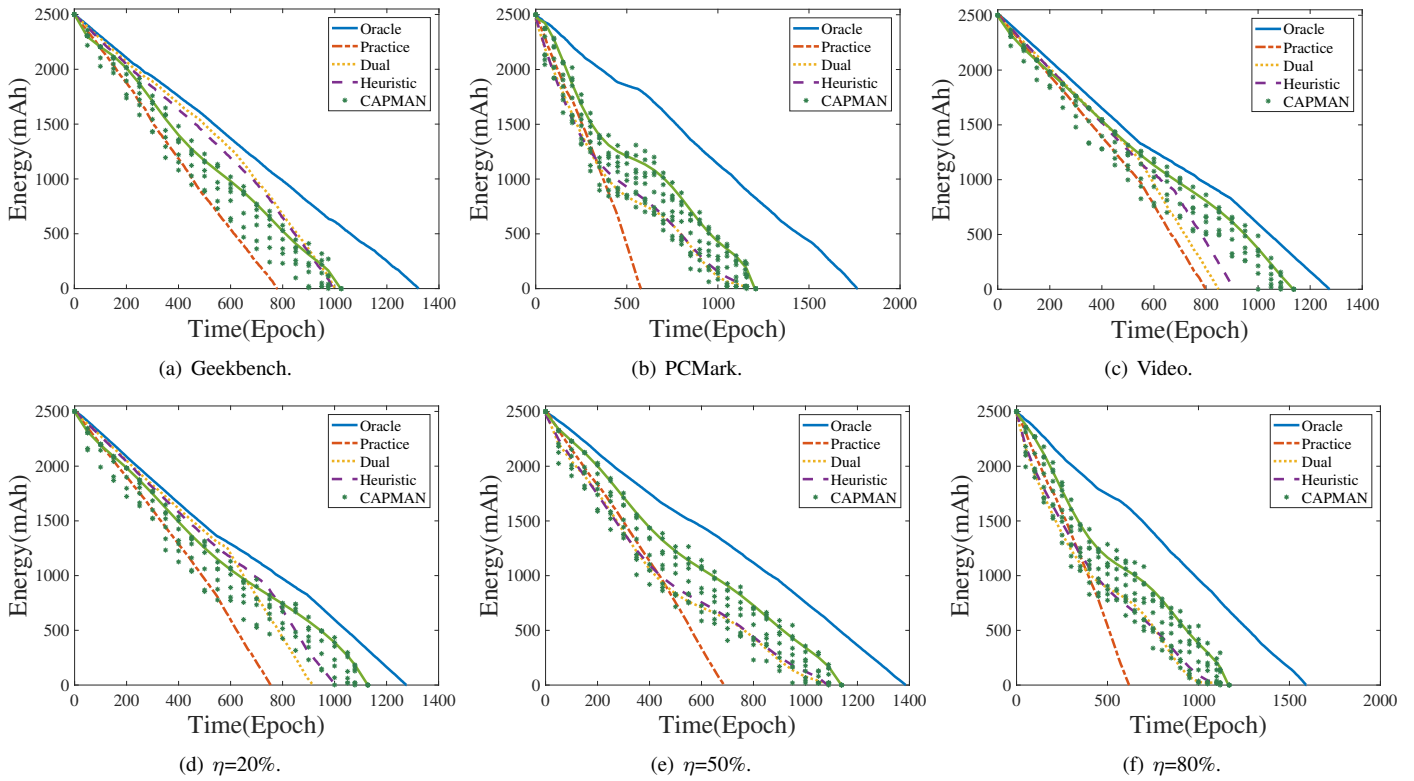 2500
2000
1500
1000
500
0
Energy(mAh)
0 200 400 600 800 1000 1200 1400
Time(Epoch)
Oracle
Practice
Dual
Heuristic
CAPMAN
(a) Geekbench.
2500
2000
1500
1000
500
0
Energy(mAh)
0 500 1000 1500 2000
Time(Epoch)
Oracle
Practice
Dual
Heuristic
CAPMAN
(b) PCMark.
2500
2000
1500
1000
500
0
Energy(mAh)
0 200 400 600 800 1000 1200 1400
Time(Epoch)
Oracle
Practice
Dual
Heuristic
CAPMAN
(c) Video.
2500
2000
1500
1000
500
0
Energy(mAh)
0 200 400 600 800 1000 1200 1400
Time(Epoch)
Oracle
Practice
Dual
Heuristic
CAPMAN
(d) η=20%.
2500
2000
1500
1000
500
0
Energy(mAh)
0 200 400 600 800 1000 1200 1400
Time(Epoch)
Oracle
Practice
Dual
Heuristic
CAPMAN
(e) η=50%.
2500
2000
1500
1000
500
0
Energy(mAh)
0 500 1000 1500 2000
Time(Epoch)
Oracle
Practice
Dual
Heuristic
CAPMAN
(f) η=80%.